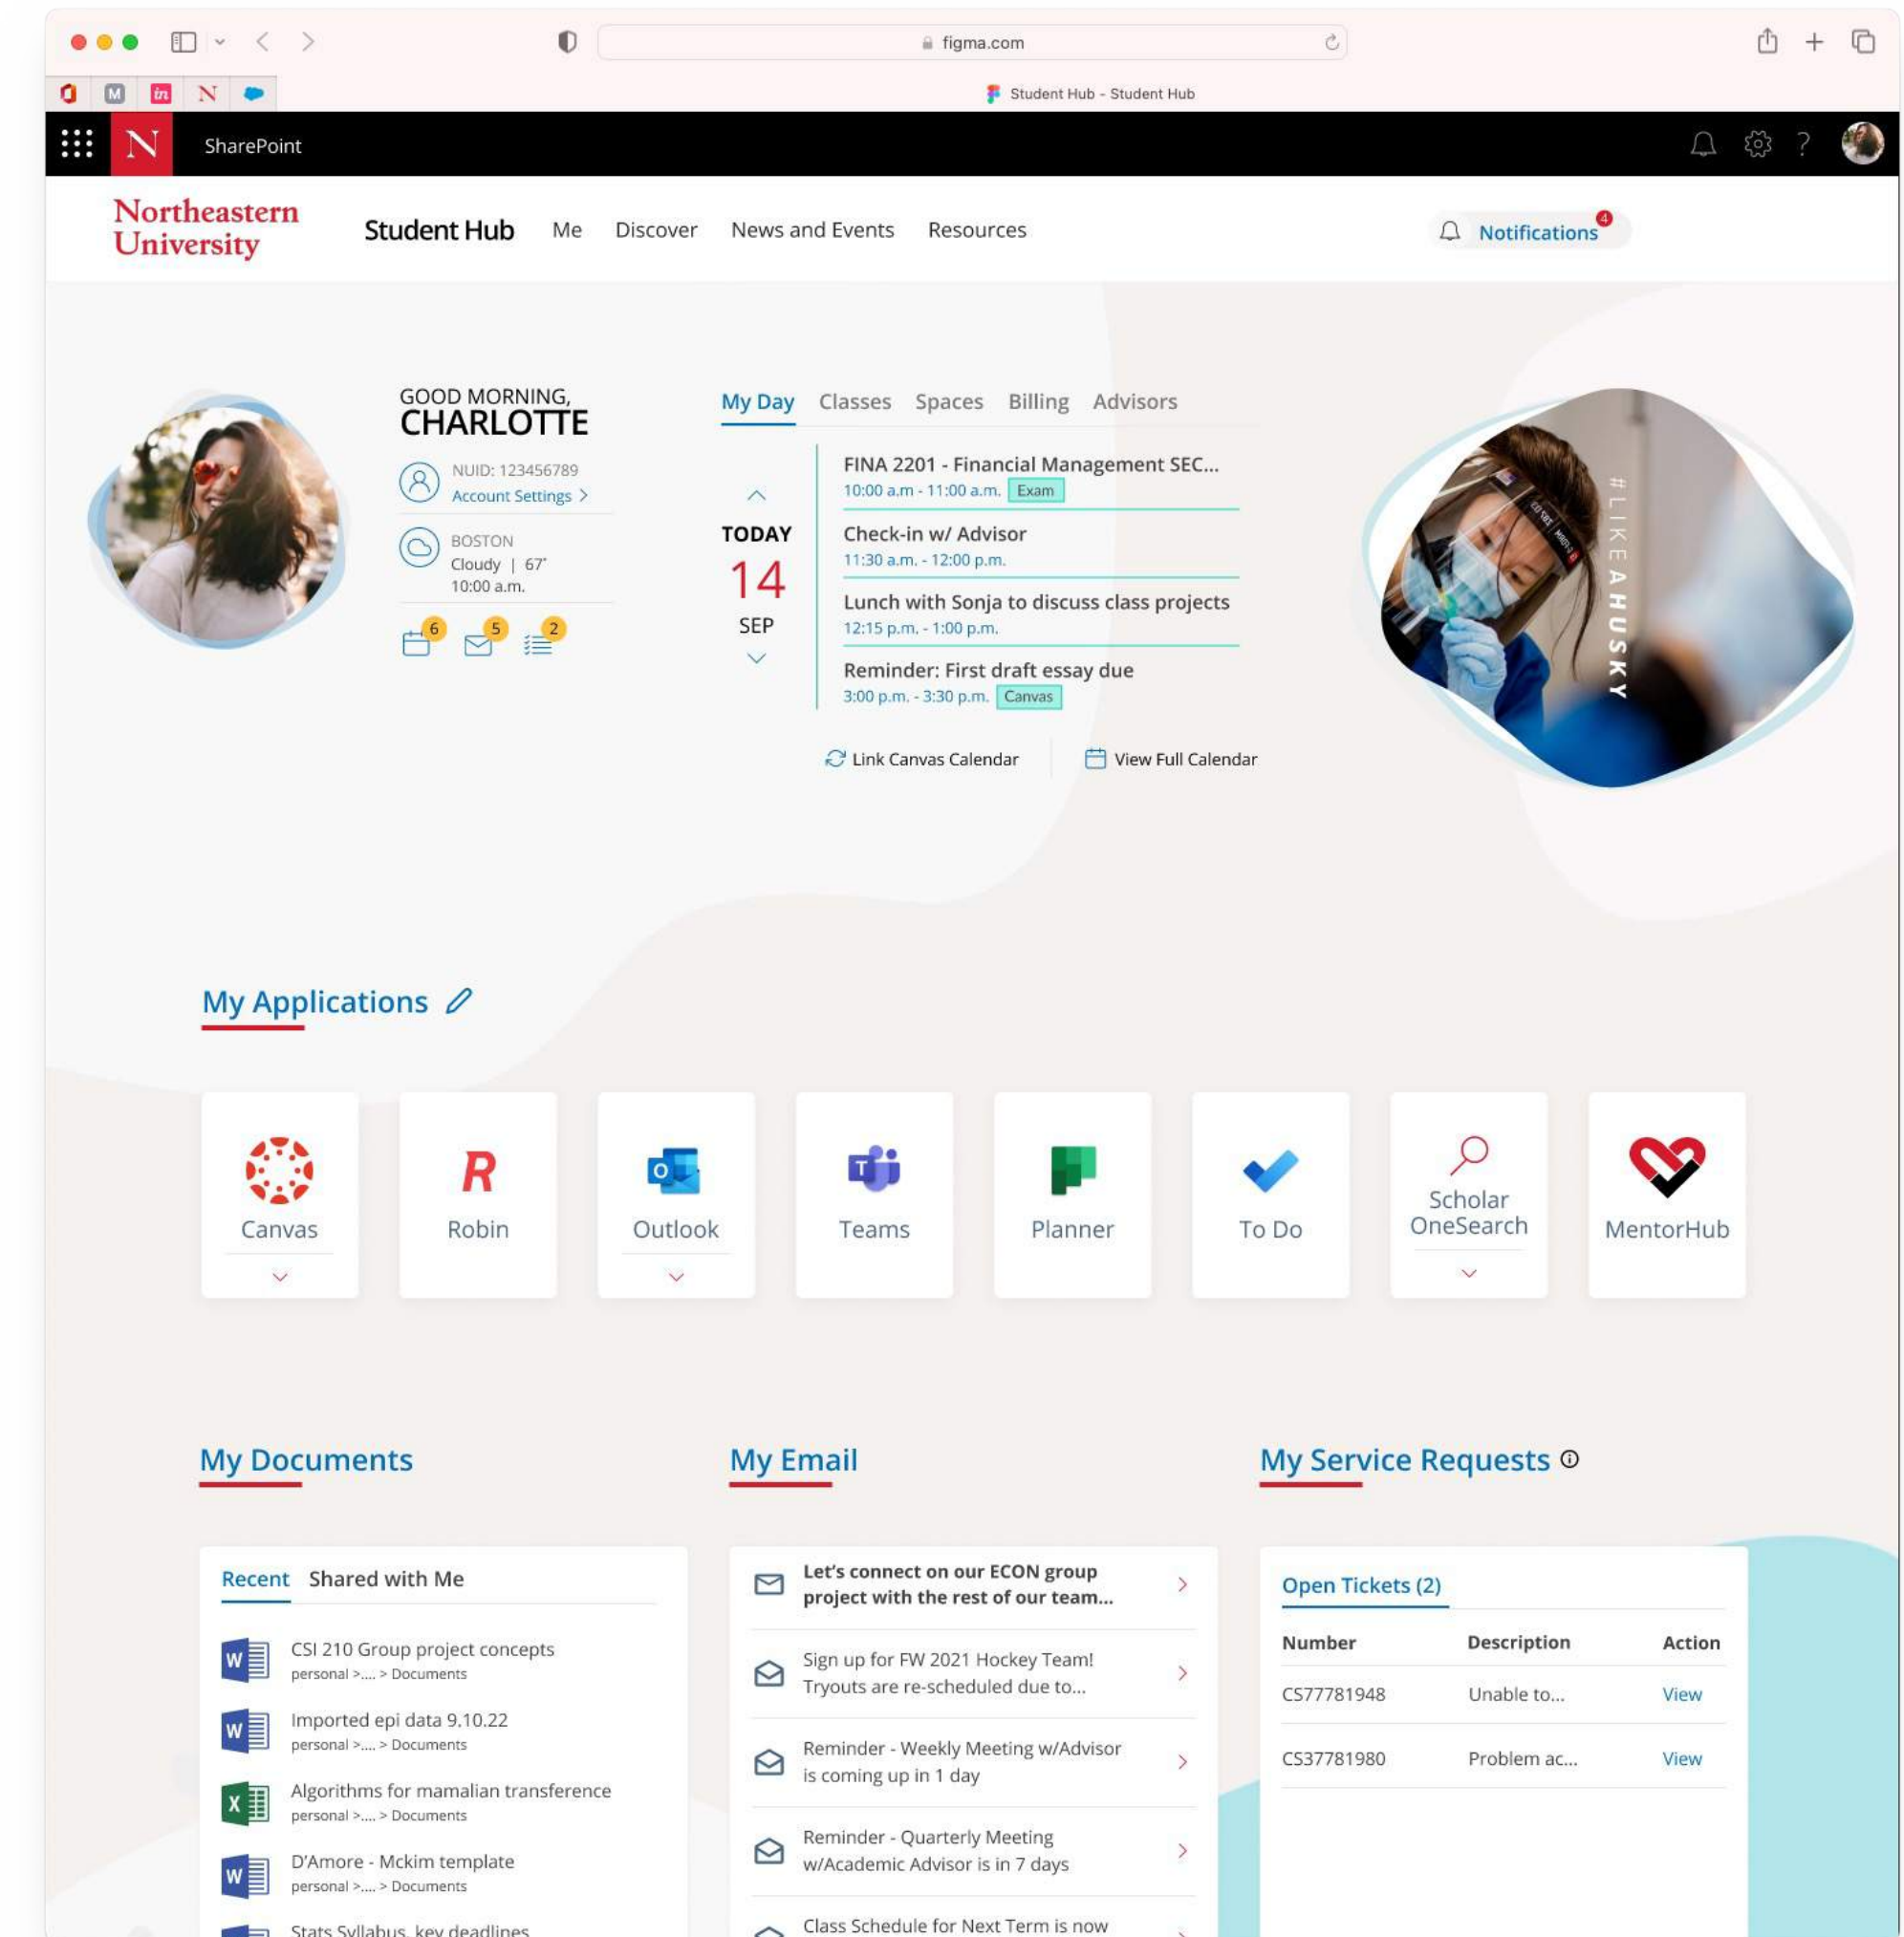 figma.com
M
in
N
Student Hub - Student Hub
N
SharePoint
?
Northeastern
University
Student Hub
Me
Discover
News and Events
Resources
Notifications
4
GOOD MORNING,
CHARLOTTE
NUID: 123456789
Account Settings >
BOSTON
Cloudy | 67°
10:00 a.m.
6
5
2
My Day
Classes
Spaces
Billing
Advisors
TODAY
14
SEP
FINA 2201 - Financial Management SEC...
10:00 a.m - 11:00 a.m.
Exam
Check-in w/ Advisor
11:30 a.m. - 12:00 p.m.
Lunch with Sonja to discuss class projects
12:15 p.m. - 1:00 p.m.
Reminder: First draft essay due
3:00 p.m. - 3:30 p.m.
Canvas
Link Canvas Calendar
View Full Calendar
#LIKEAHUSKY
My Applications
Canvas
R
Robin
O
Outlook
T
Teams
Planner
To Do
Scholar
OneSearch
MentorHub
My Documents
Recent
Shared with Me
W
CSI 210 Group project concepts
personal >.... > Documents
W
Imported epi data 9.10.22
personal >.... > Documents
X
Algorithms for mamalian transference
personal >.... > Documents
W
D'Amore - Mckim template
personal >.... > Documents
Stats Syllabus, key deadlines
My Email
Let's connect on our ECON group
project with the rest of our team...
Sign up for FW 2021 Hockey Team!
Tryouts are re-scheduled due to...
Reminder - Weekly Meeting w/Advisor
is coming up in 1 day
Reminder - Quarterly Meeting
w/Academic Advisor is in 7 days
Class Schedule for Next Term is now
My Service Requests
Open Tickets (2)
Number Description Action
CS77781948 Unable to... View
CS37781980 Problem ac... View